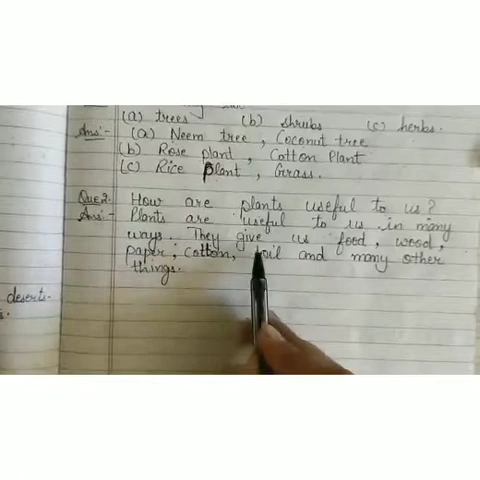 (a) trees (b) shrubs (c) herbs.
Ans:- (a) Neem tree, Coconut tree
(b) Rose plant, Cotton Plant
(c) Rice Plant, Grass.
Que2. How are plants useful to us?
Ans:- Plants are useful to us in many
ways. They give us food, wood,
paper, cotton, oil and many other
things.
deserts.